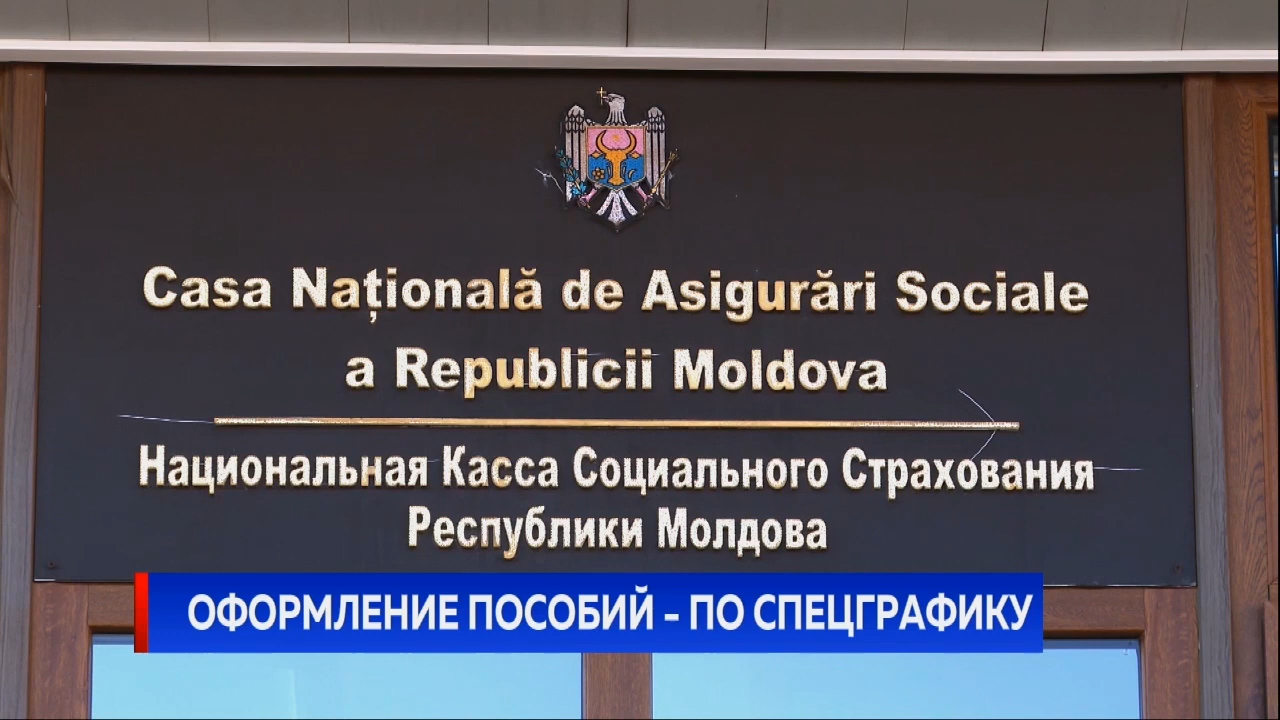 Casa Națională de Asigurări Sociale
a Republicii Moldova
Национальная Касса Социального Страхования
Республики Молдова
ОФОРМЛЕНИЕ ПОСОБИЙ - ПО СПЕЦГРАФИКУ